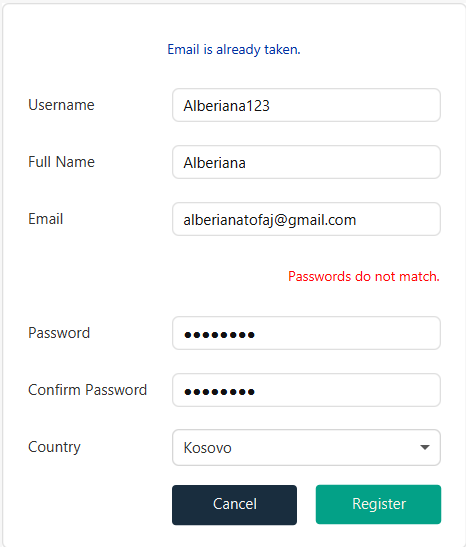 Email is already taken.
Username Alberiana123
Full Name Alberiana
Email alberianatofaj@gmail.com
Passwords do not match.
Password ●●●●●●●●
Confirm Password ●●●●●●●●
Country Kosovo
Cancel Register